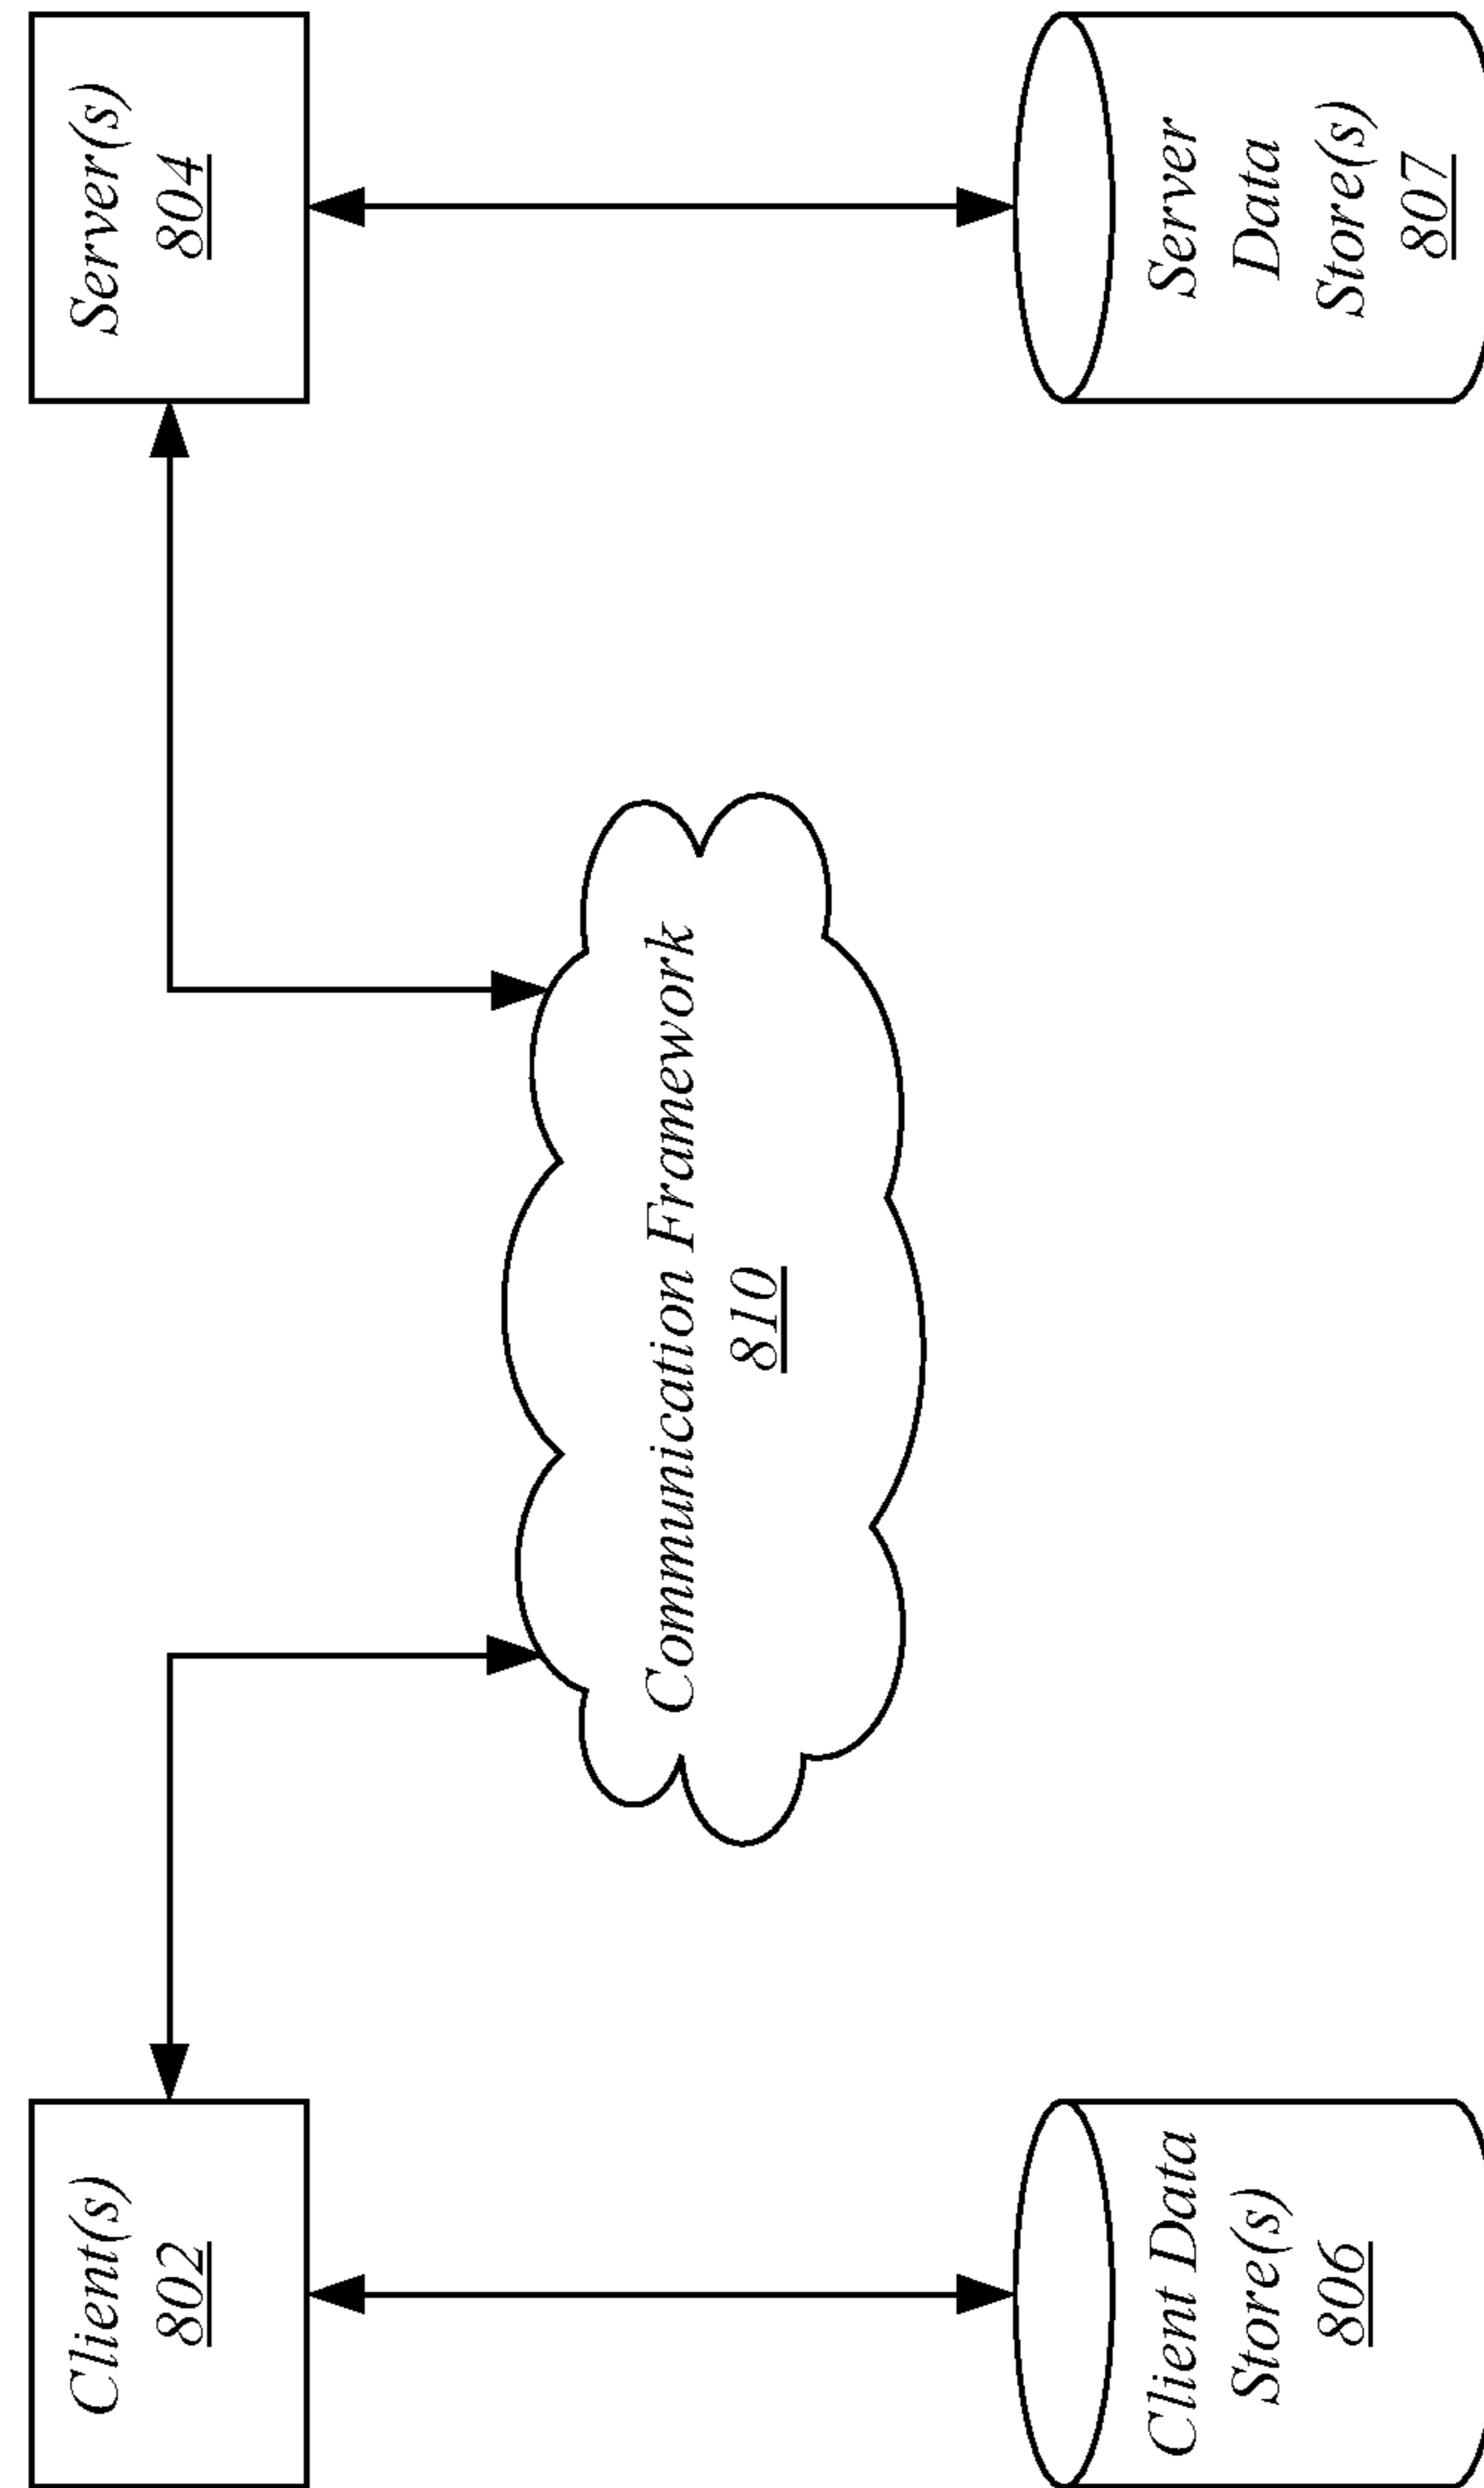 Client(s)
802
Server(s)
804
Communication Framework
810
Client Data
Store(s)
806
Server
Data
Store(s)
807